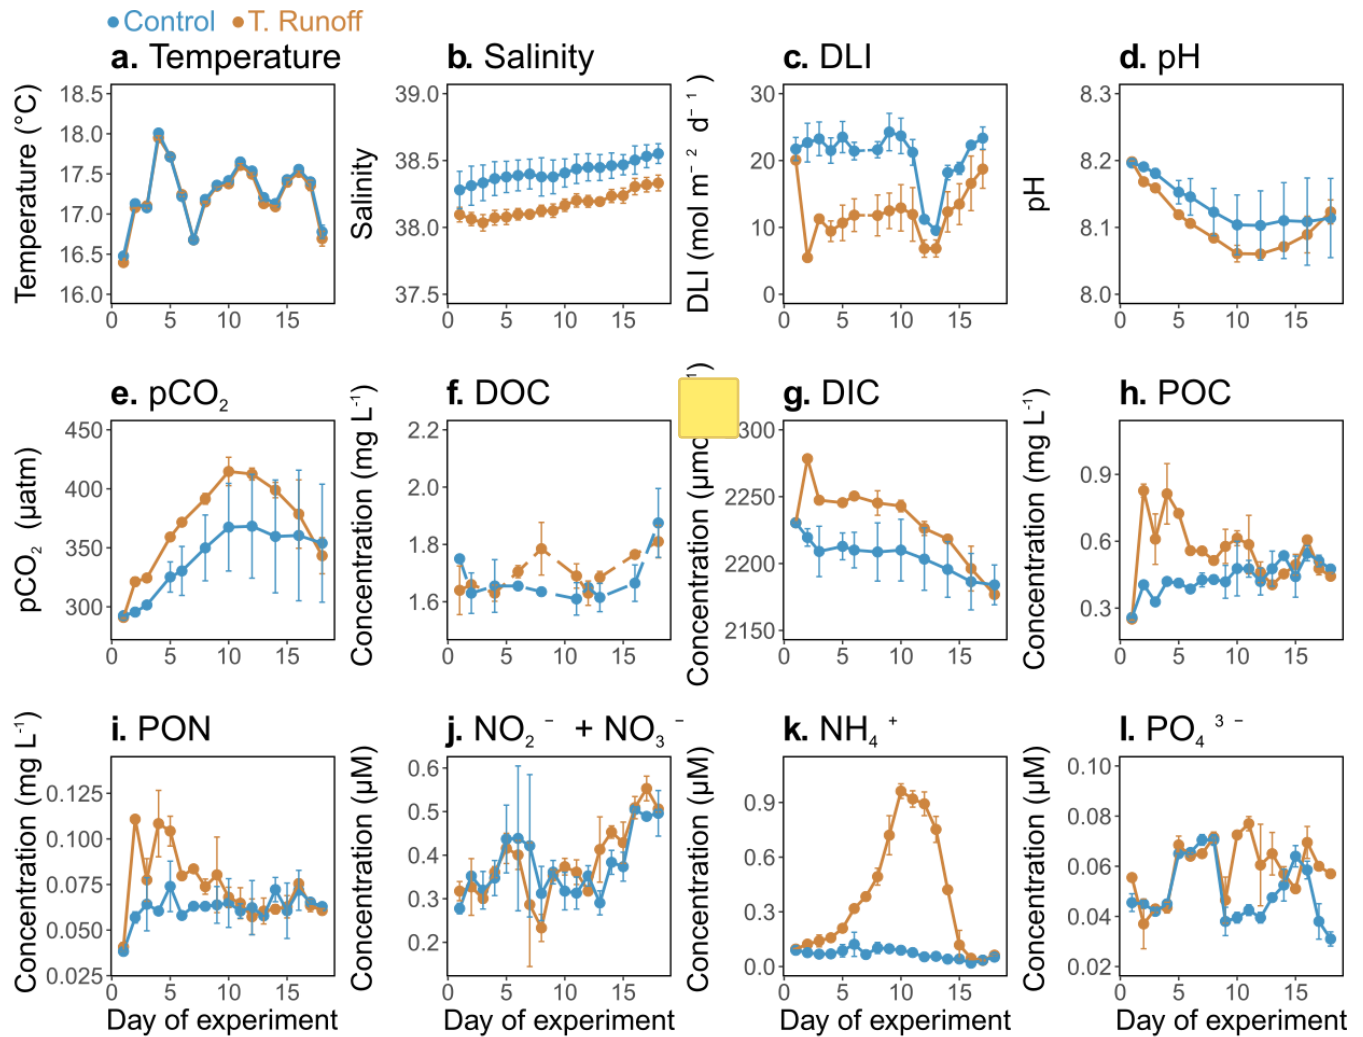 Control T. Runoff
a. Temperature
b. Salinity
c. DLI
d. pH
Temperature (°C)
18.5
18.0
17.5
17.0
16.5
16.0
0 5 10 15
Salinity
39.0
38.5
38.0
37.5
0 5 10 15
DLI (mol m⁻² d⁻¹)
30
20
10
0
0 5 10 15
pH
8.3
8.2
8.1
8.0
0 5 10 15
e. pCO₂
f. DOC
g. DIC
h. POC
pCO₂ (µatm)
450
400
350
300
0 5 10 15
Concentration (mg L⁻¹)
2.2
2.0
1.8
1.6
0 5 10 15
Concentration
2250
2200
2150
0 5 10 15
Concentration (mg L⁻¹)
0.9
0.6
0.3
0 5 10 15
i. PON
j. NO₂⁻ + NO₃⁻
k. NH₄⁺
l. PO₄³⁻
Concentration (mg L⁻¹)
0.125
0.100
0.075
0.050
0.025
0 5 10 15
Day of experiment
Concentration (µM)
0.6
0.5
0.4
0.3
0.2
0 5 10 15
Day of experiment
Concentration (µM)
0.9
0.6
0.3
0.0
0 5 10 15
Day of experiment
Concentration (µM)
0.10
0.08
0.06
0.04
0.02
0 5 10 15
Day of experiment